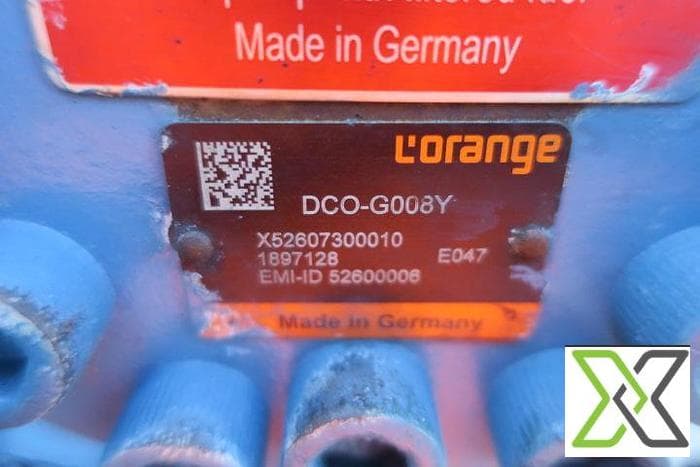 Made in Germany
L'orange
DCO-G008Y
X52607300010
1897128
E047
EMI-ID 52600006
Made in Germany